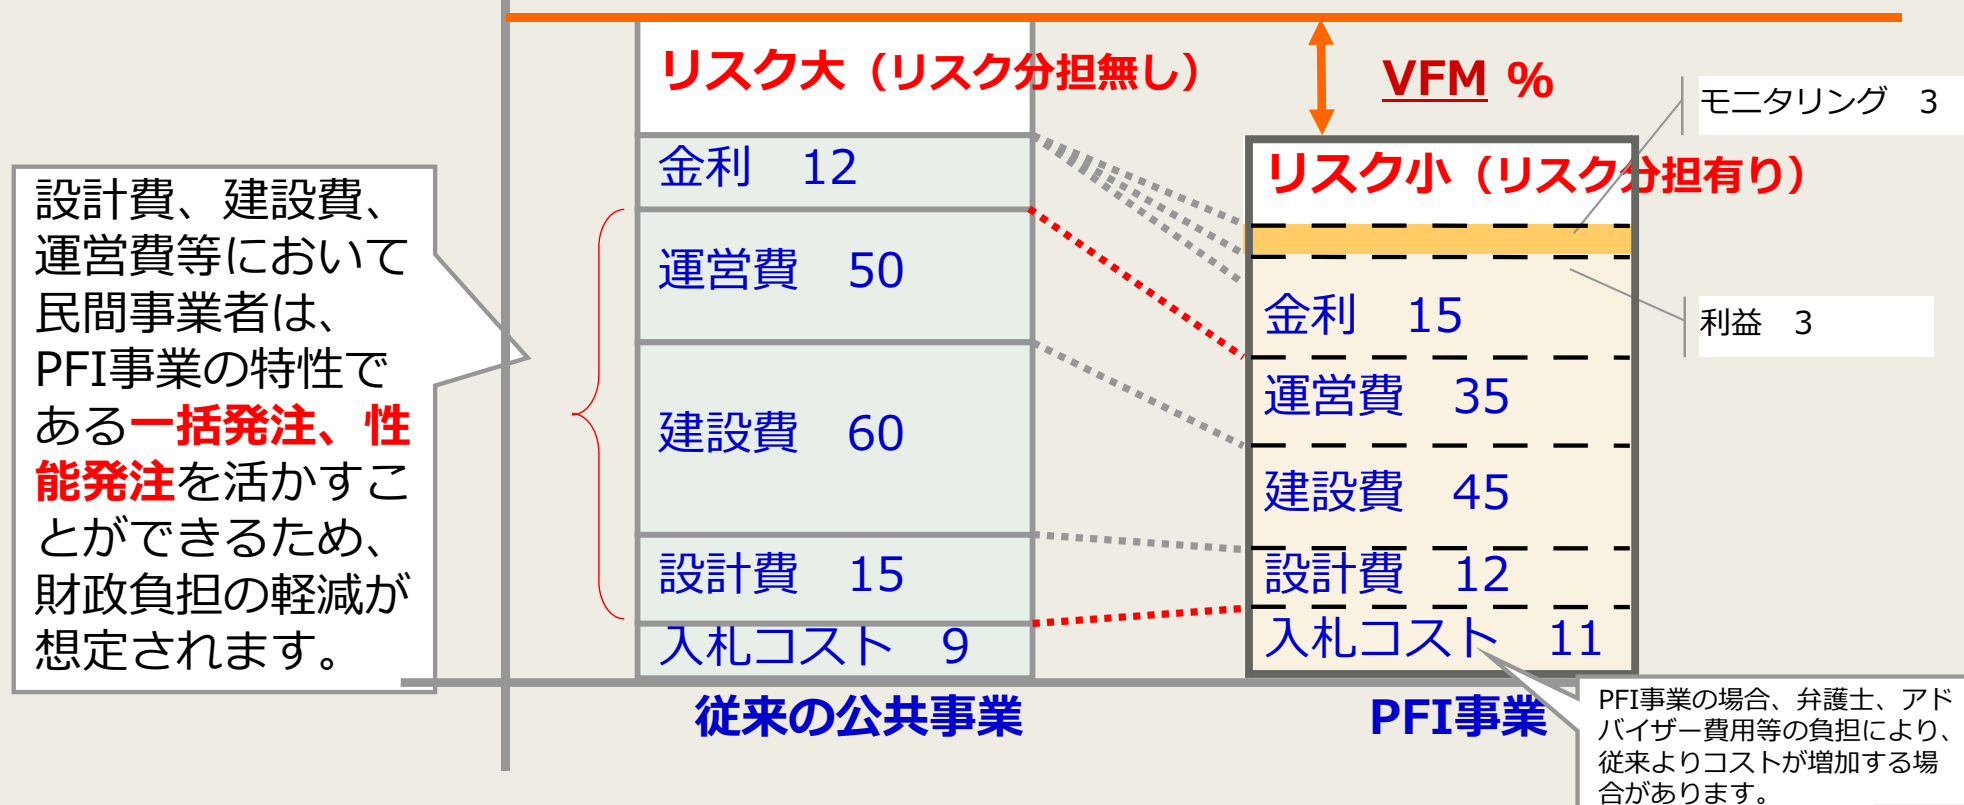 設計費、建設費、
運営費等において
民間事業者は、
PFI事業の特性で
ある一括発注、性
能発注を活かすこ
とができるため、
財政負担の軽減が
想定されます。
リスク大（リスク分担無し）
金利　12
運営費　50
建設費　60
設計費　15
入札コスト　9
従来の公共事業
VFM %
リスク小（リスク分担有り）
金利　15
運営費　35
建設費　45
設計費　12
入札コスト　11
PFI事業
モニタリング　3
利益　3
PFI事業の場合、弁護士、アド
バイザー費用等の負担により、
従来よりコストが増加する場
合があります。